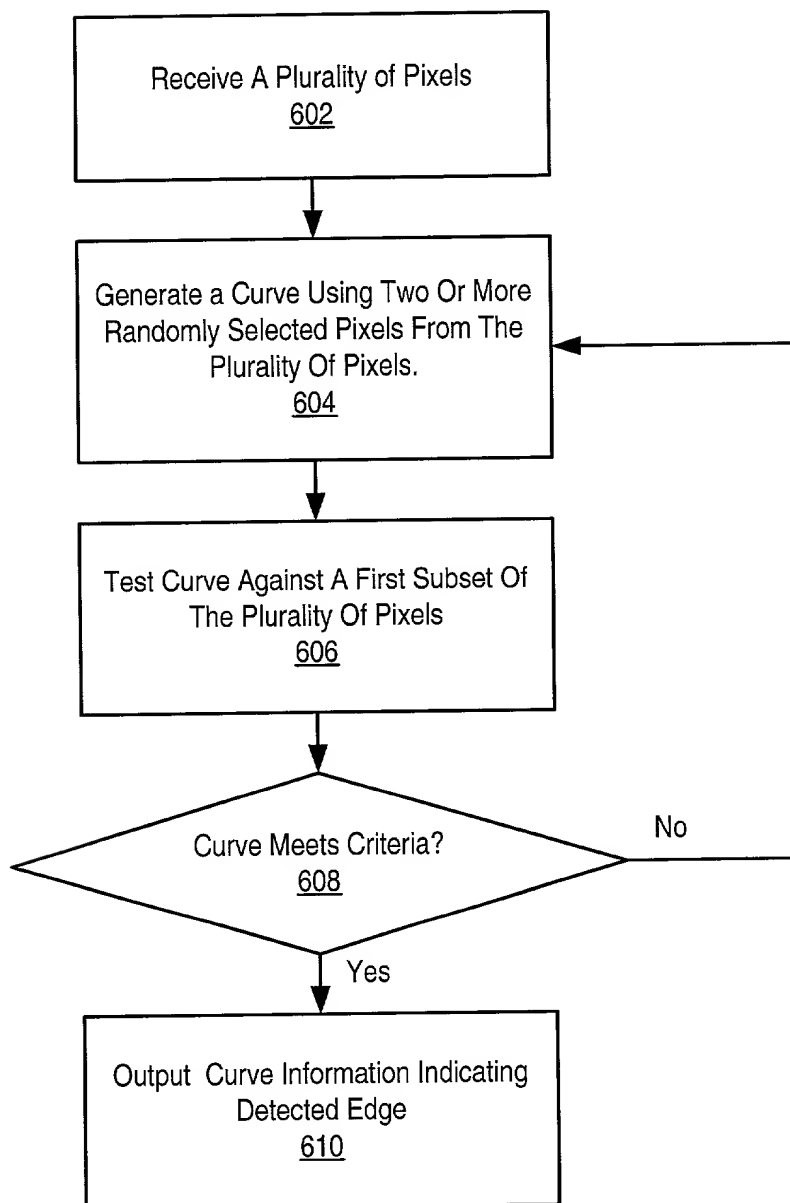 Receive A Plurality of Pixels
602
Generate a Curve Using Two Or More
Randomly Selected Pixels From The
Plurality Of Pixels.
604
Test Curve Against A First Subset Of
The Plurality Of Pixels
606
Curve Meets Criteria?
608
No
Yes
Output Curve Information Indicating
Detected Edge
610